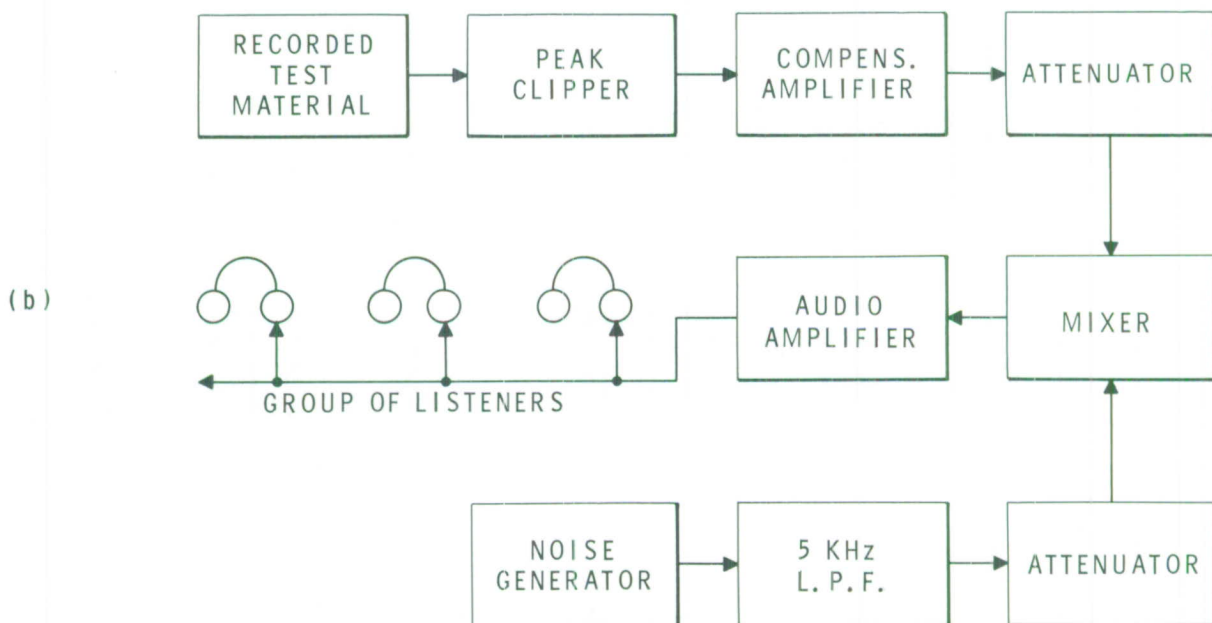 RECORDED
TEST
MATERIAL
PEAK
CLIPPER
COMPENS.
AMPLIFIER
ATTENUATOR
(b)
AUDIO
AMPLIFIER
MIXER
GROUP OF LISTENERS
NOISE
GENERATOR
5 KHz
L. P. F.
ATTENUATOR